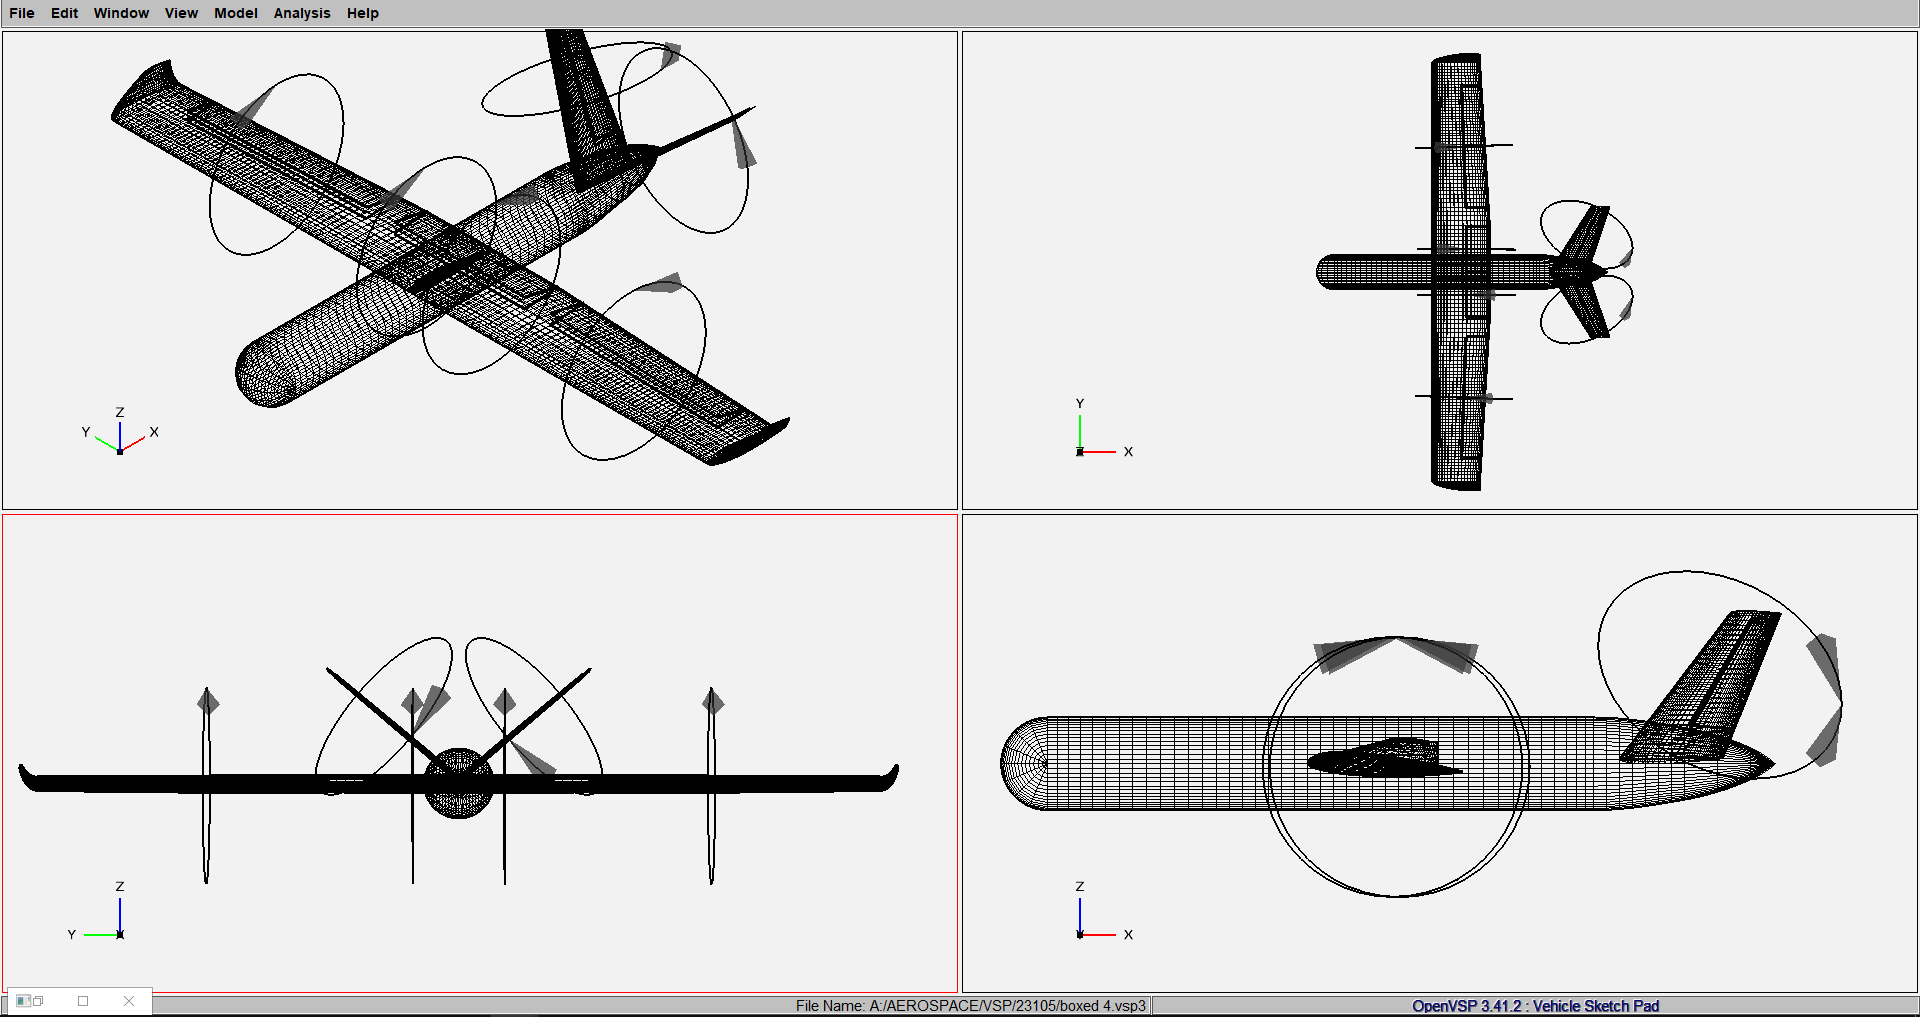 File Edit Window View Model Analysis Help
Z
Y X
Y
Z X
Z
Y X
Z
Y X
File Name: A:/AEROSPACE/VSP/23105/boxed 4.vsp3
OpenVSP 3.41.2 : Vehicle Sketch Pad